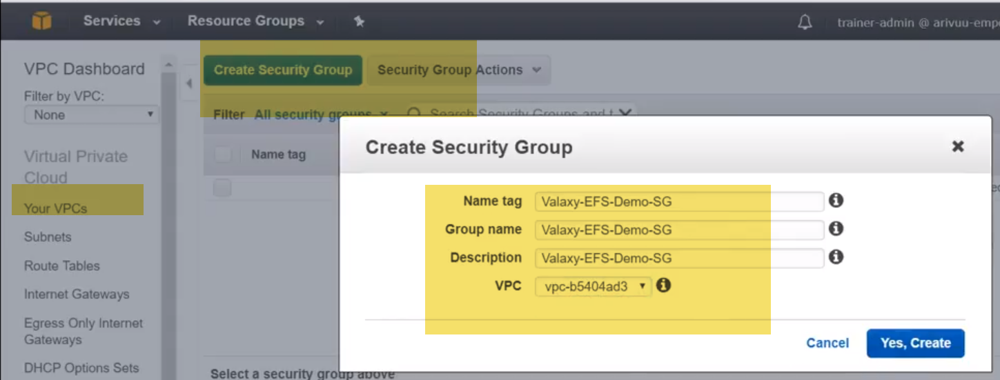 Services
Resource Groups
trainer-admin @ arivuu-emp
VPC Dashboard
Filter by VPC:
None
Virtual Private
Cloud
Your VPCs
Subnets
Route Tables
Internet Gateways
Egress Only Internet
Gateways
DHCP Options Sets
Create Security Group
Security Group Actions
Filter All security groups
Search Security Groups and t
Name tag
Create Security Group
Name tag Valaxy-EFS-Demo-SG
Group name Valaxy-EFS-Demo-SG
Description Valaxy-EFS-Demo-SG
VPC vpc-b5404ad3
Cancel Yes, Create
Select a security group above